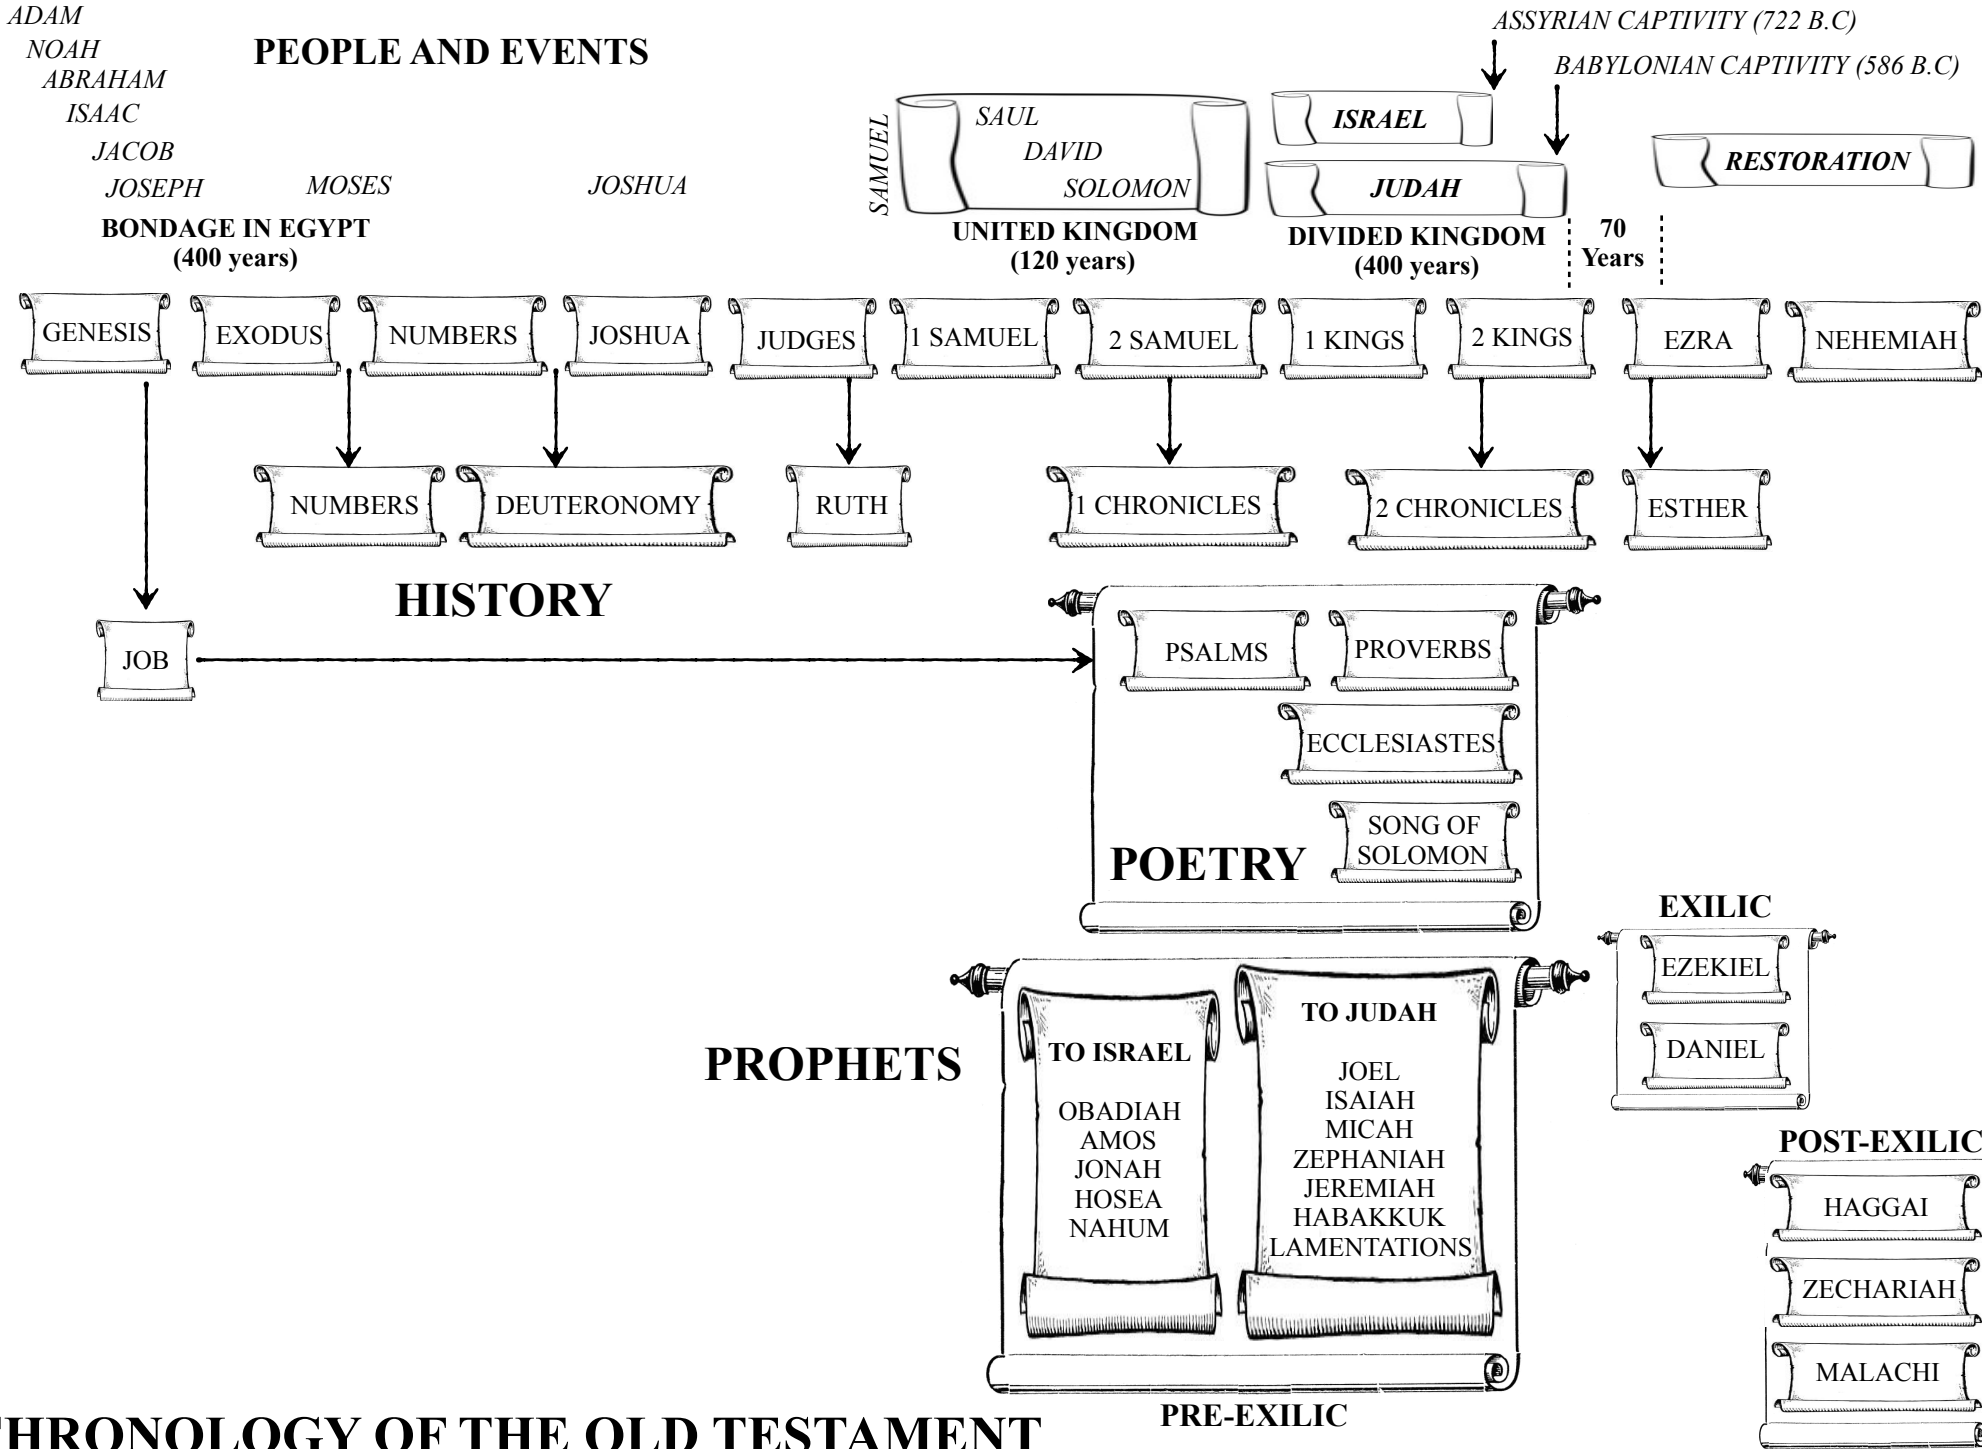 ADAM
NOAH
ABRAHAM
ISAAC
JACOB
JOSEPH
PEOPLE AND EVENTS
MOSES
JOSHUA
BONDAGE IN EGYPT
(400 years)
SAMUEL
SAUL
DAVID
SOLOMON
UNITED KINGDOM
(120 years)
ASSYRIAN CAPTIVITY (722 B.C)
BABYLONIAN CAPTIVITY (586 B.C)
ISRAEL
JUDAH
DIVIDED KINGDOM
(400 years)
70
Years
RESTORATION
GENESIS
EXODUS
NUMBERS
JOSHUA
JUDGES
1 SAMUEL
2 SAMUEL
1 KINGS
2 KINGS
EZRA
NEHEMIAH
NUMBERS
DEUTERONOMY
RUTH
1 CHRONICLES
2 CHRONICLES
ESTHER
HISTORY
JOB
PSALMS
PROVERBS
ECCLESIASTES
SONG OF
SOLOMON
POETRY
PROPHETS
TO ISRAEL
OBADIAH
AMOS
JONAH
HOSEA
NAHUM
TO JUDAH
JOEL
ISAIAH
MICAH
ZEPHANIAH
JEREMIAH
HABAKKUK
LAMENTATIONS
PRE-EXILIC
EXILIC
EZEKIEL
DANIEL
POST-EXILIC
HAGGAI
ZECHARIAH
MALACHI
HRONOLOGY OF THE OLD TESTAMENT